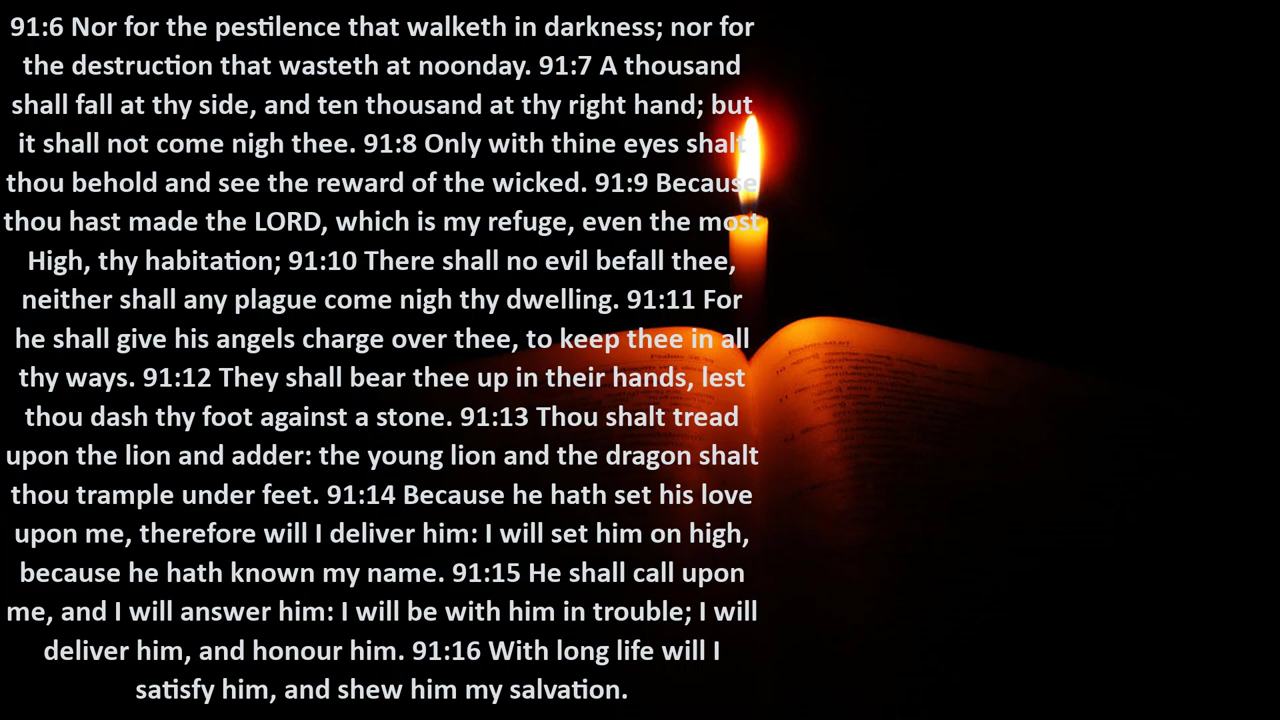 91:6 Nor for the pestilence that walketh in darkness; nor for
the destruction that wasteth at noonday. 91:7 A thousand
shall fall at thy side, and ten thousand at thy right hand; but
it shall not come nigh thee. 91:8 Only with thine eyes shalt
thou behold and see the reward of the wicked. 91:9 Because
thou hast made the LORD, which is my refuge, even the most
High, thy habitation; 91:10 There shall no evil befall thee,
neither shall any plague come nigh thy dwelling. 91:11 For
he shall give his angels charge over thee, to keep thee in all
thy ways. 91:12 They shall bear thee up in their hands, lest
thou dash thy foot against a stone. 91:13 Thou shalt tread
upon the lion and adder: the young lion and the dragon shalt
thou trample under feet. 91:14 Because he hath set his love
upon me, therefore will I deliver him: I will set him on high,
because he hath known my name. 91:15 He shall call upon
me, and I will answer him: I will be with him in trouble; I will
deliver him, and honour him. 91:16 With long life will I
satisfy him, and shew him my salvation.